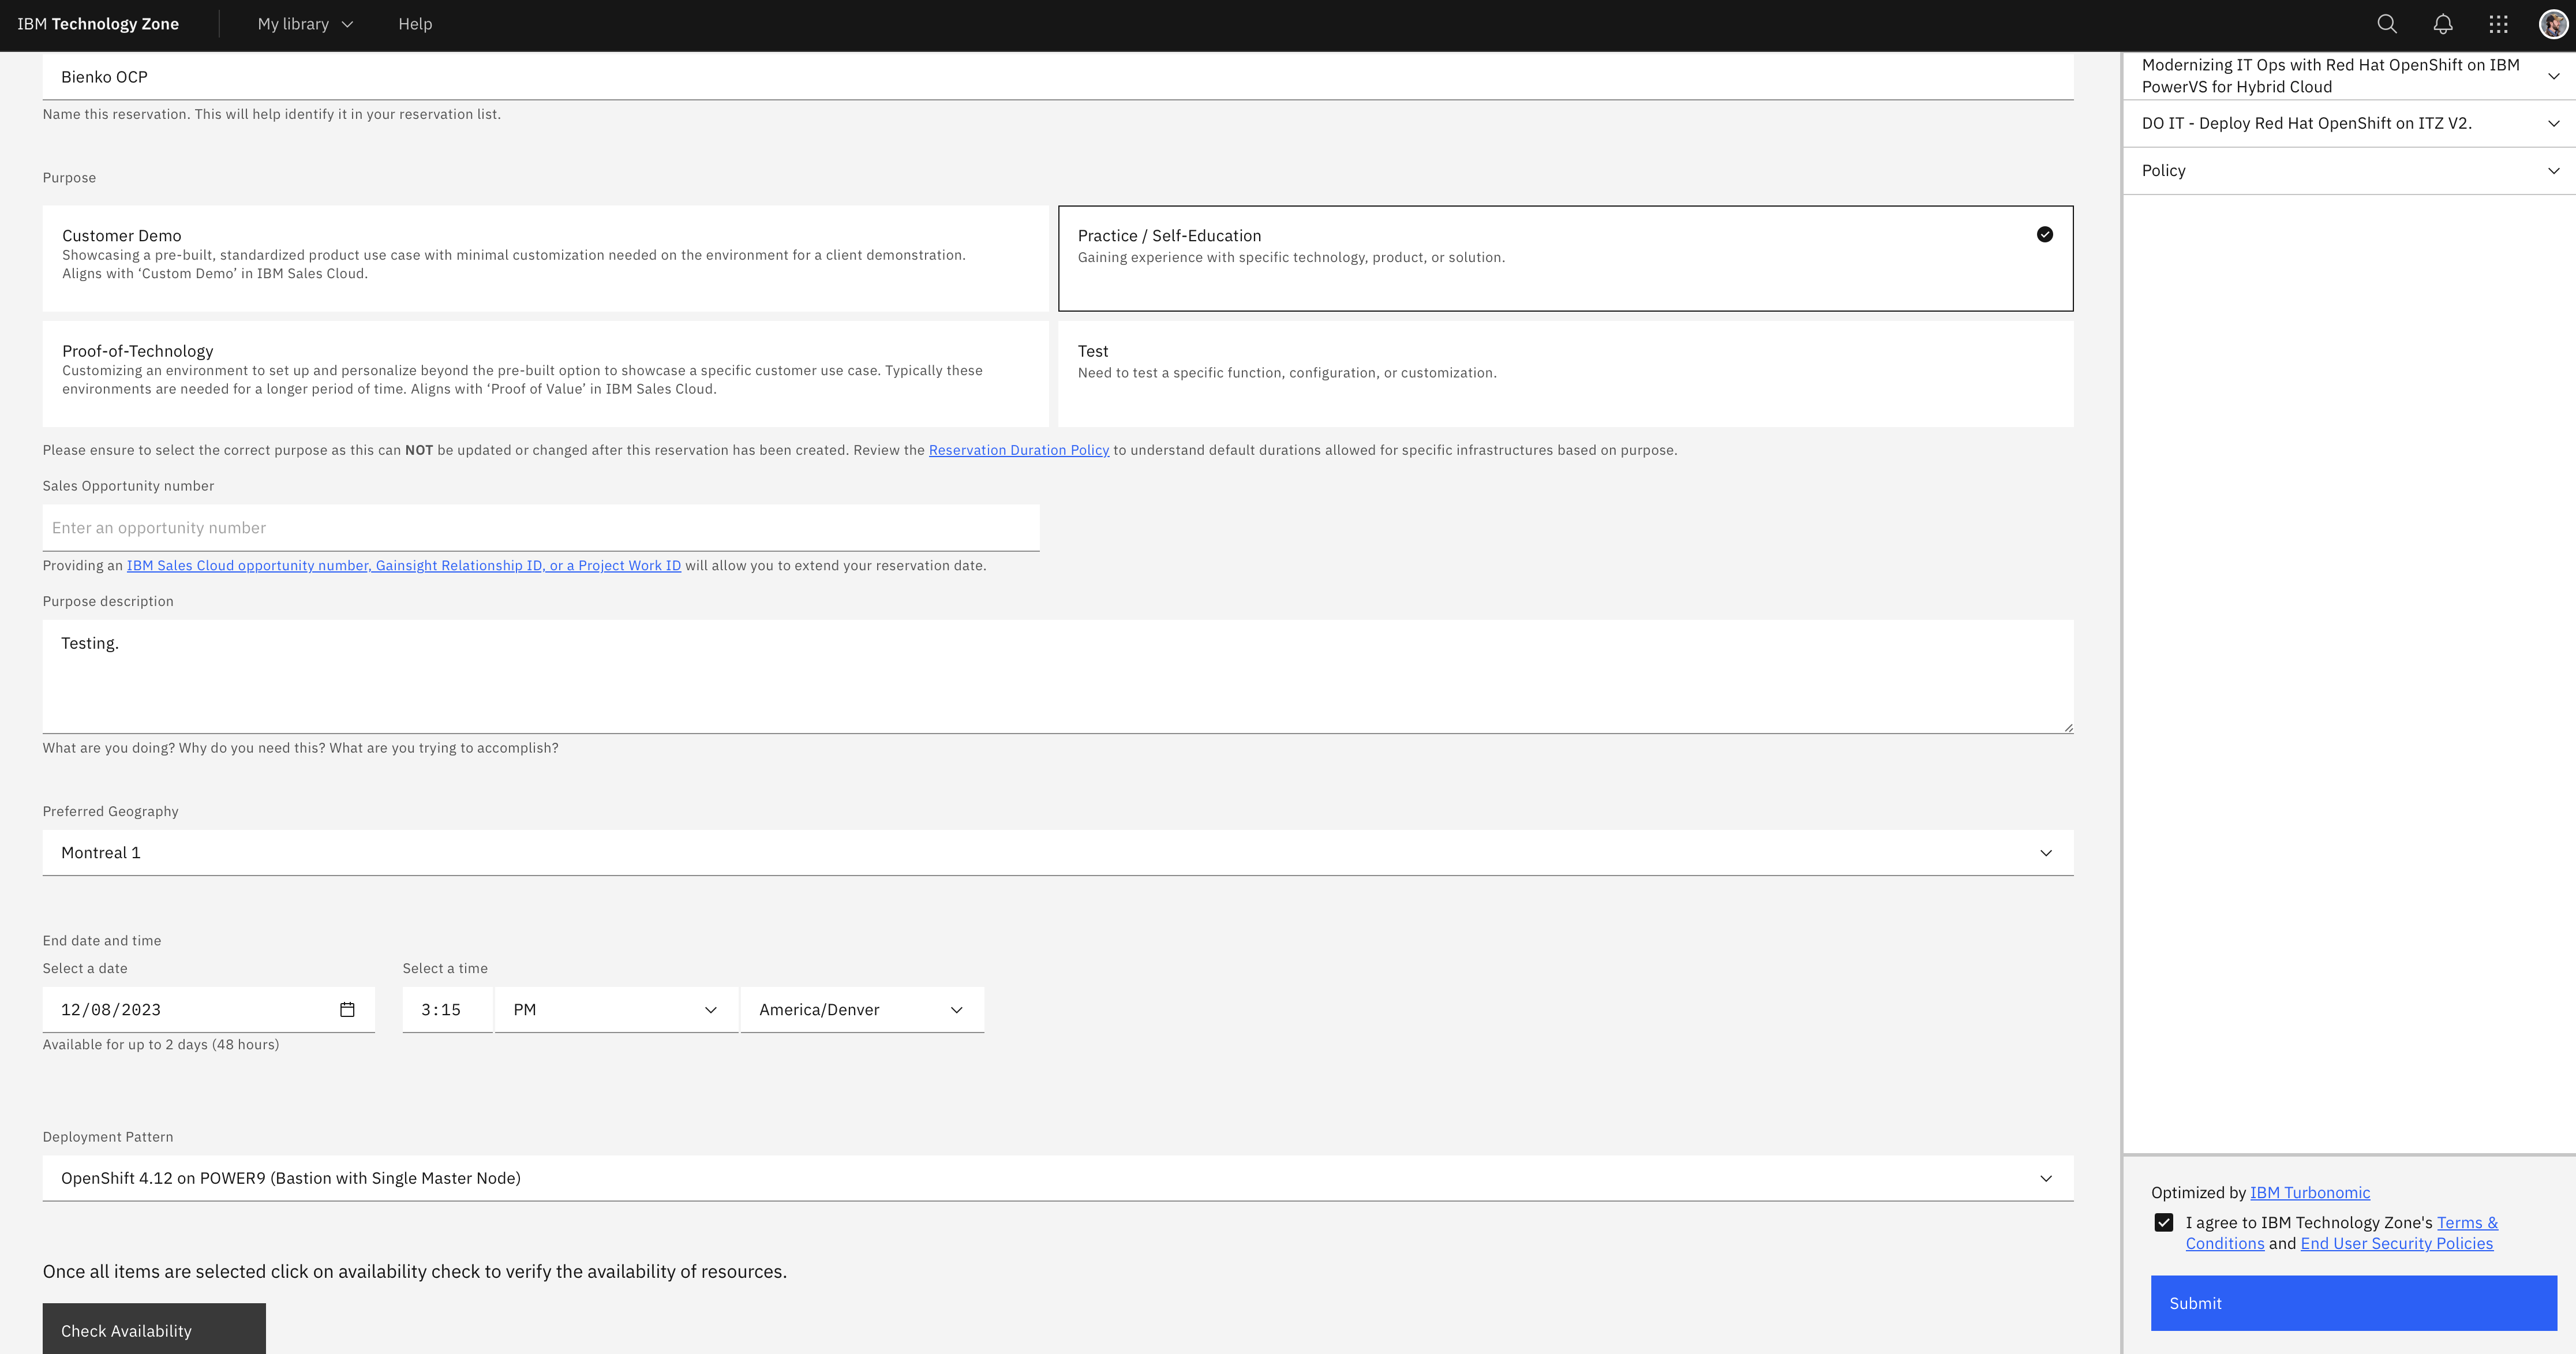 IBM Technology Zone
My library
Help
Bienko OCP
Name this reservation. This will help identify it in your reservation list.
Purpose
Customer Demo
Showcasing a pre-built, standardized product use case with minimal customization needed on the environment for a client demonstration.
Aligns with ‘Custom Demo’ in IBM Sales Cloud.
Practice / Self-Education
Gaining experience with specific technology, product, or solution.
Proof-of-Technology
Customizing an environment to set up and personalize beyond the pre-built option to showcase a specific customer use case. Typically these
environments are needed for a longer period of time. Aligns with ‘Proof of Value’ in IBM Sales Cloud.
Test
Need to test a specific function, configuration, or customization.
Please ensure to select the correct purpose as this can NOT be updated or changed after this reservation has been created. Review the Reservation Duration Policy to understand default durations allowed for specific infrastructures based on purpose.
Sales Opportunity number
Enter an opportunity number
Providing an IBM Sales Cloud opportunity number, Gainsight Relationship ID, or a Project Work ID will allow you to extend your reservation date.
Purpose description
Testing.
What are you doing? Why do you need this? What are you trying to accomplish?
Preferred Geography
Montreal 1
End date and time
Select a date
Select a time
12/08/2023
3:15
PM
America/Denver
Available for up to 2 days (48 hours)
Deployment Pattern
OpenShift 4.12 on POWER9 (Bastion with Single Master Node)
Once all items are selected click on availability check to verify the availability of resources.
Check Availability
Modernizing IT Ops with Red Hat OpenShift on IBM
PowerVS for Hybrid Cloud
DO IT - Deploy Red Hat OpenShift on ITZ V2.
Policy
Optimized by IBM Turbonomic
I agree to IBM Technology Zone's Terms &
Conditions and End User Security Policies
Submit